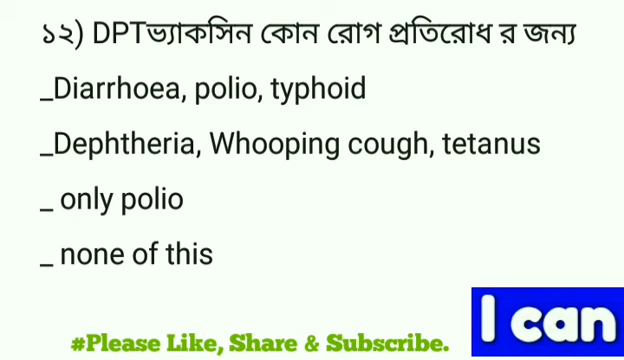 ১২) DPTভ্যাকসিন কোন রোগ প্রতিরোধ র জন্য
_Diarrhoea, polio, typhoid
_Dephtheria, Whooping cough, tetanus
_ only polio
_ none of this
I can
#Please Like, Share & Subscribe.